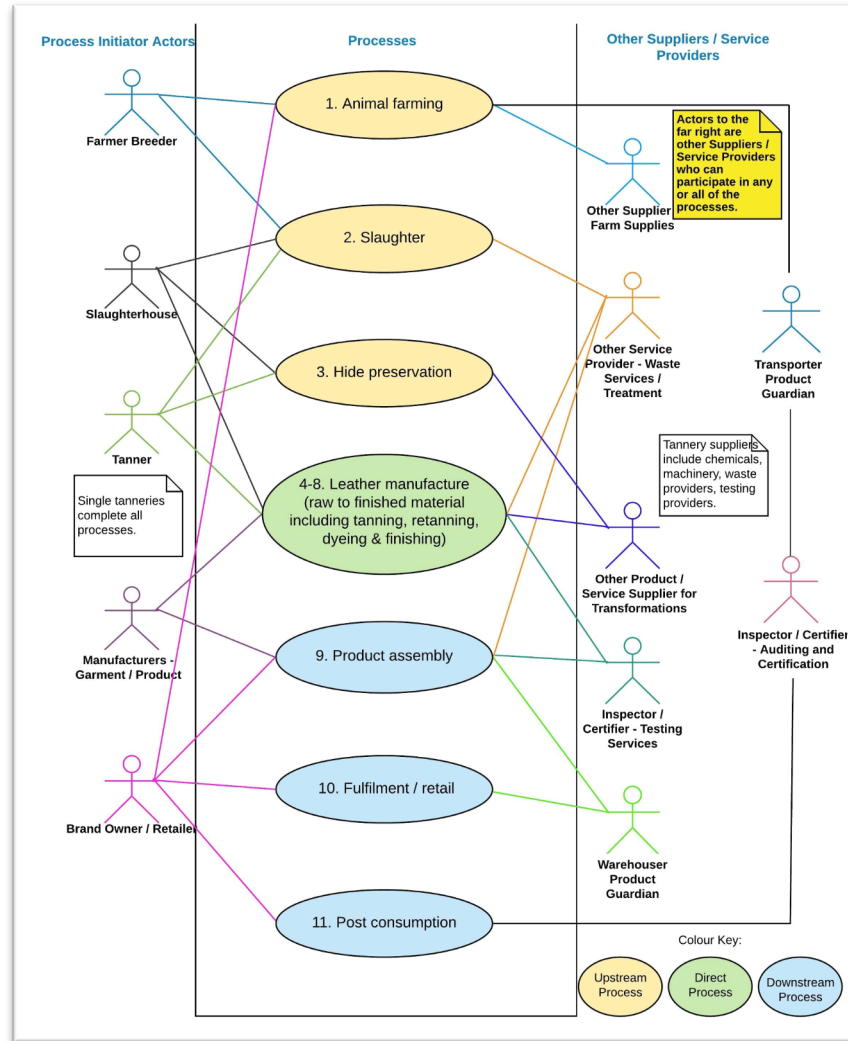 Process Initiator Actors
Processes
Other Suppliers / Service
Providers
Farmer Breeder
1. Animal farming
Other Supplier
Farm Supplies
Actors to the
far right are
other Suppliers /
Service Providers
who can
participate in any
or all of the
processes.
2. Slaughter
Slaughterhouse
Other Service
Provider - Waste
Services /
Treatment
Transporter
Product
Guardian
3. Hide preservation
Tanner
Single tanneries
complete all
processes.
4-8. Leather manufacture
(raw to finished material
including tanning, retanning,
dyeing & finishing)
Tannery suppliers
include chemicals,
machinery, waste
providers, testing
providers.
Other Product /
Service Supplier for
Transformations
Manufacturers -
Garment / Product
9. Product assembly
Inspector / Certifier
- Auditing and
Certification
Inspector /
Certifier - Testing
Services
Brand Owner / Retailer
10. Fulfilment / retail
Warehouser
Product
Guardian
11. Post consumption
Colour Key:
Upstream
Process
Direct
Process
Downstream
Process